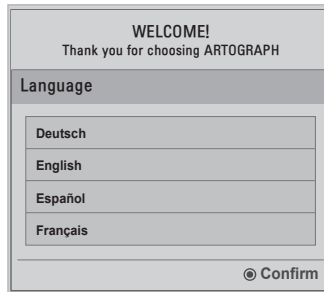 WELCOME!
Thank you for choosing ARTOGRAPH
Language
Deutsch
English
Español
Français
Confirm